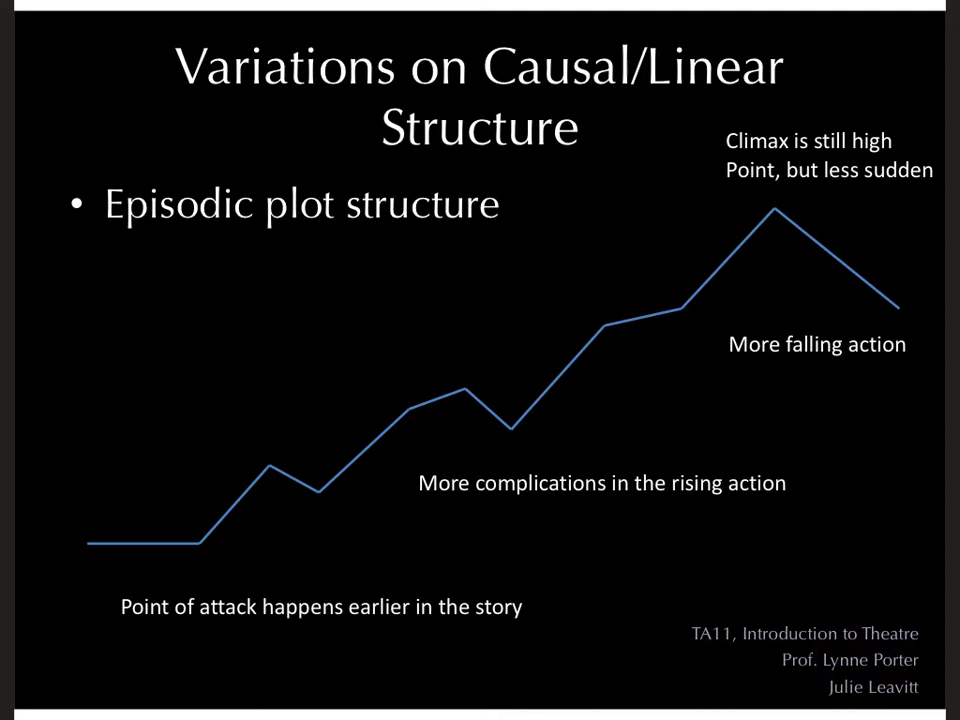 Variations on Causal/Linear
Structure
Climax is still high
Point, but less sudden
• Episodic plot structure
More falling action
More complications in the rising action
Point of attack happens earlier in the story
TA11, Introduction to Theatre
Prof. Lynne Porter
Julie Leavitt